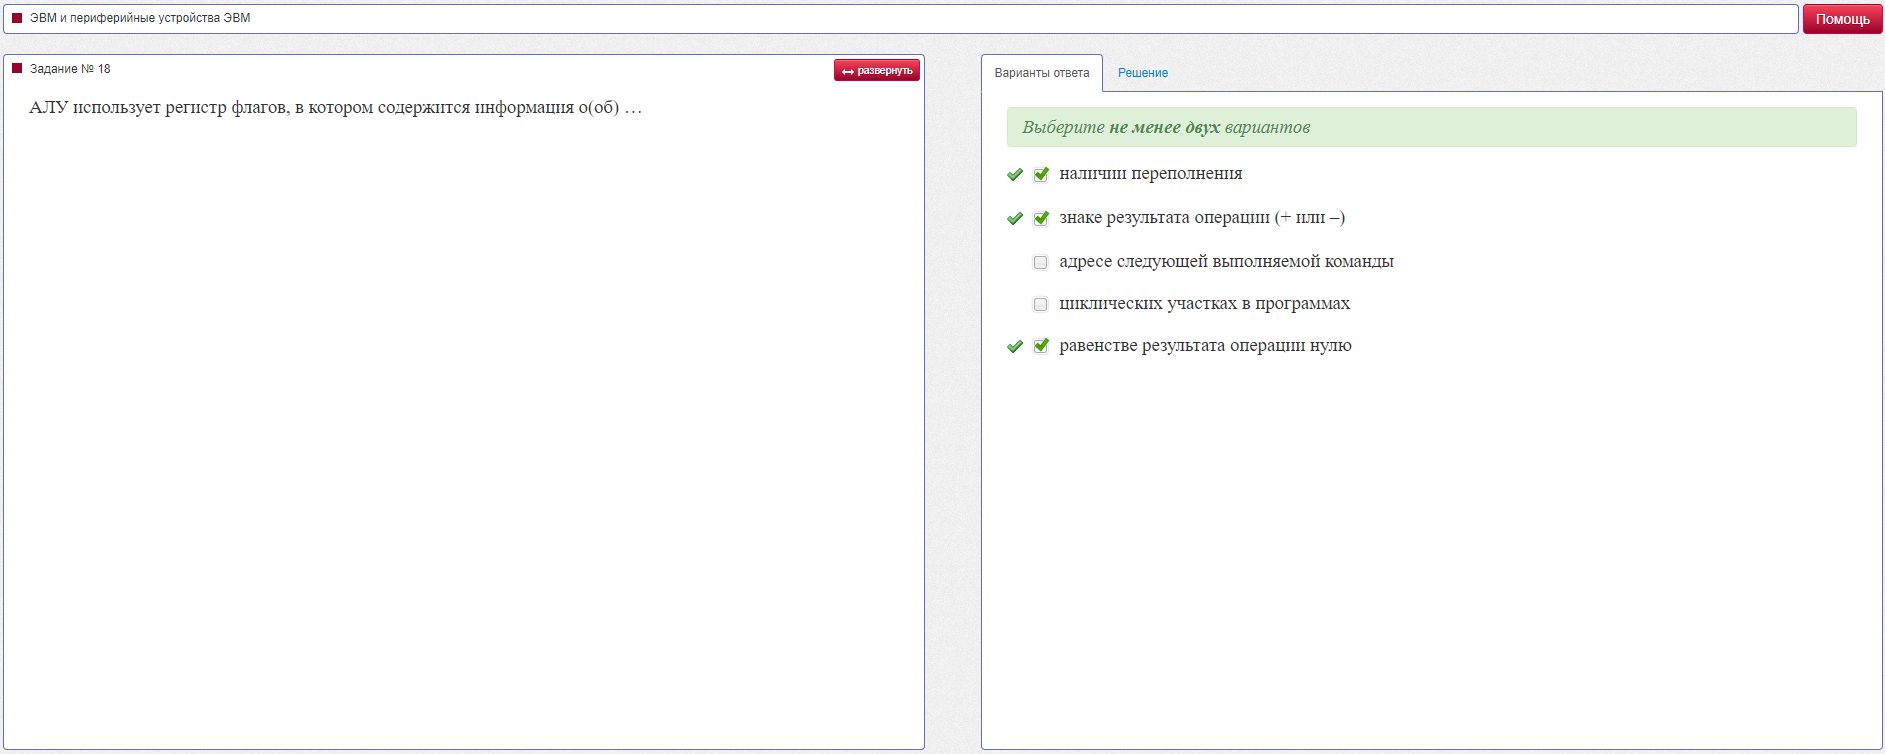 ЭВМ и периферийные устройства ЭВМ
Помощь
Задание № 18
развернуть
АЛУ использует регистр флагов, в котором содержится информация о(об) …
Варианты ответа
Решение
Выберите не менее двух вариантов
наличии переполнения
знаке результата операции (+ или –)
адресе следующей выполняемой команды
циклических участках в программах
равенстве результата операции нулю